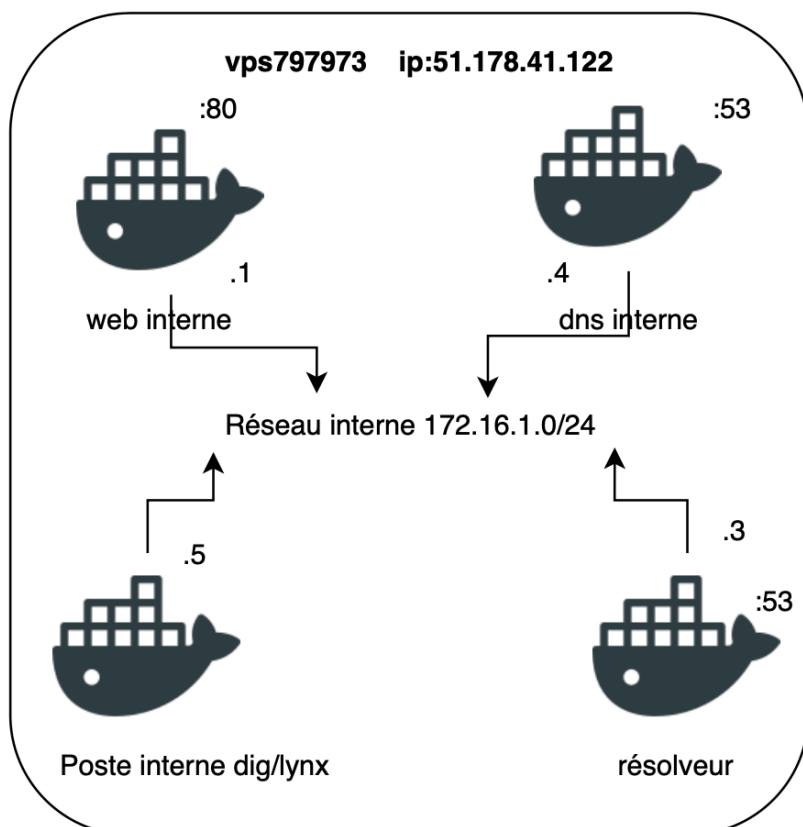 vps797973 ip:51.178.41.122
:80
:53
.1
.4
web interne
dns interne
Réseau interne 172.16.1.0/24
.5
.3
:53
Poste interne dig/lynx
résolveur